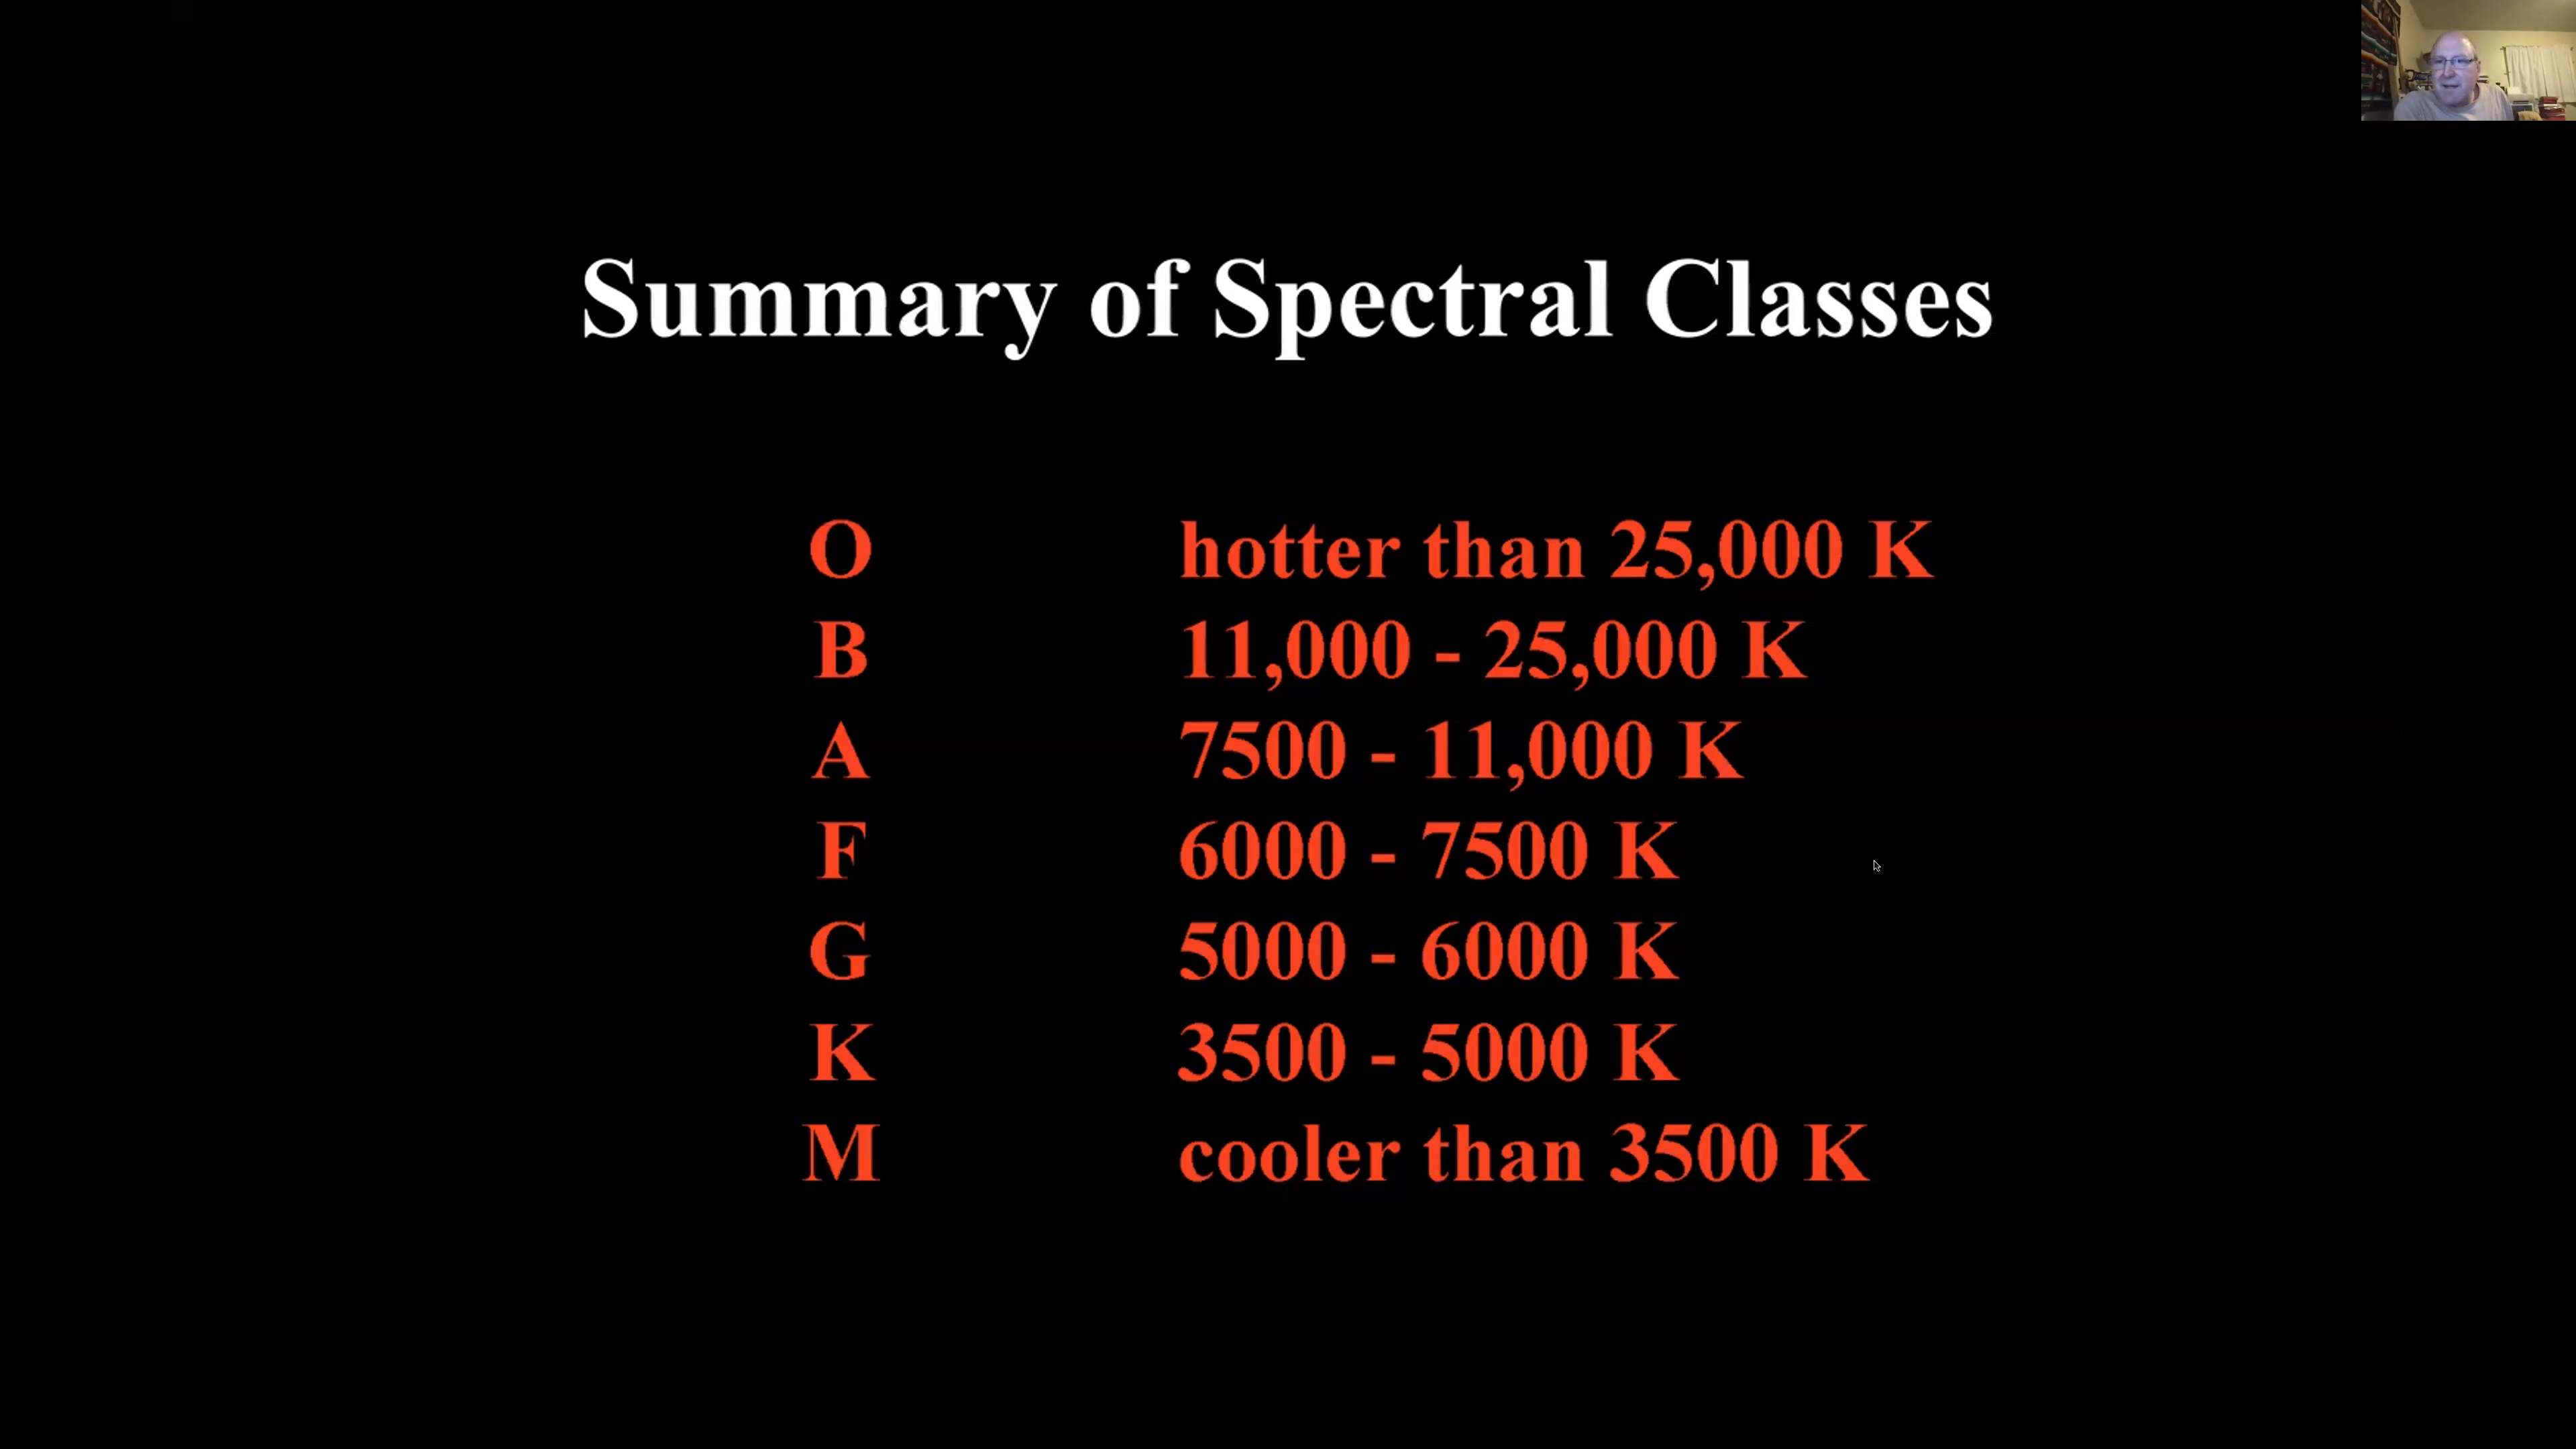 Summary of Spectral Classes
O hotter than 25,000 K
B 11,000 - 25,000 K
A 7500 - 11,000 K
F 6000 - 7500 K
G 5000 - 6000 K
K 3500 - 5000 K
M cooler than 3500 K